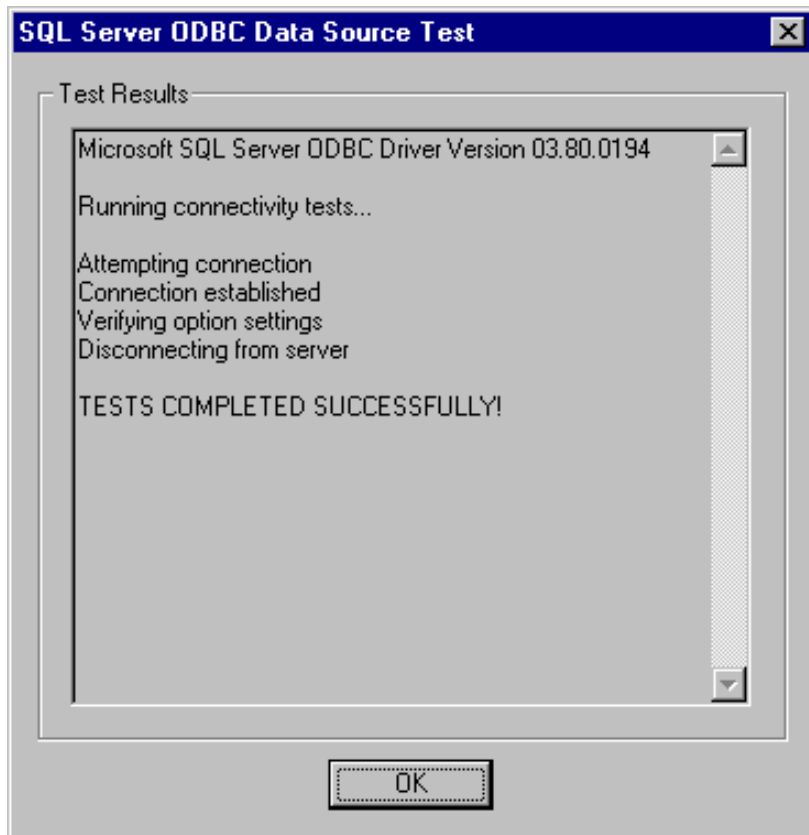 SQL Server ODBC Data Source Test
Test Results
Microsoft SQL Server ODBC Driver Version 03.80.0194
Running connectivity tests...
Attempting connection
Connection established
Verifying option settings
Disconnecting from server
TESTS COMPLETED SUCCESSFULLY!
OK